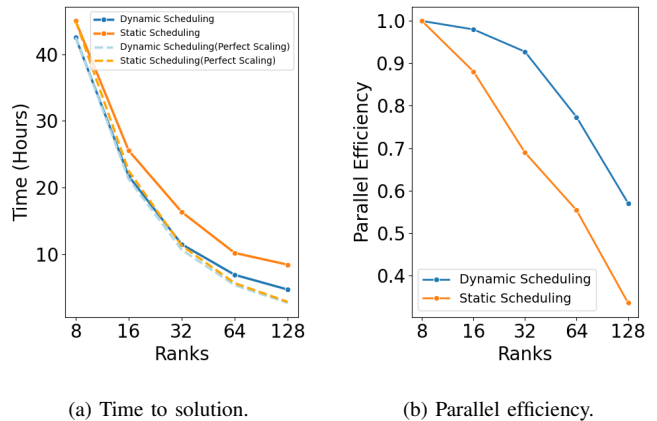 Dynamic Scheduling
Static Scheduling
Dynamic Scheduling(Perfect Scaling)
Static Scheduling(Perfect Scaling)
Time (Hours)
40
30
20
10
8 16 32 64 128
Ranks
(a) Time to solution.
Parallel Efficiency
1.0
0.9
0.8
0.7
0.6
0.5
0.4
Dynamic Scheduling
Static Scheduling
8 16 32 64 128
Ranks
(b) Parallel efficiency.